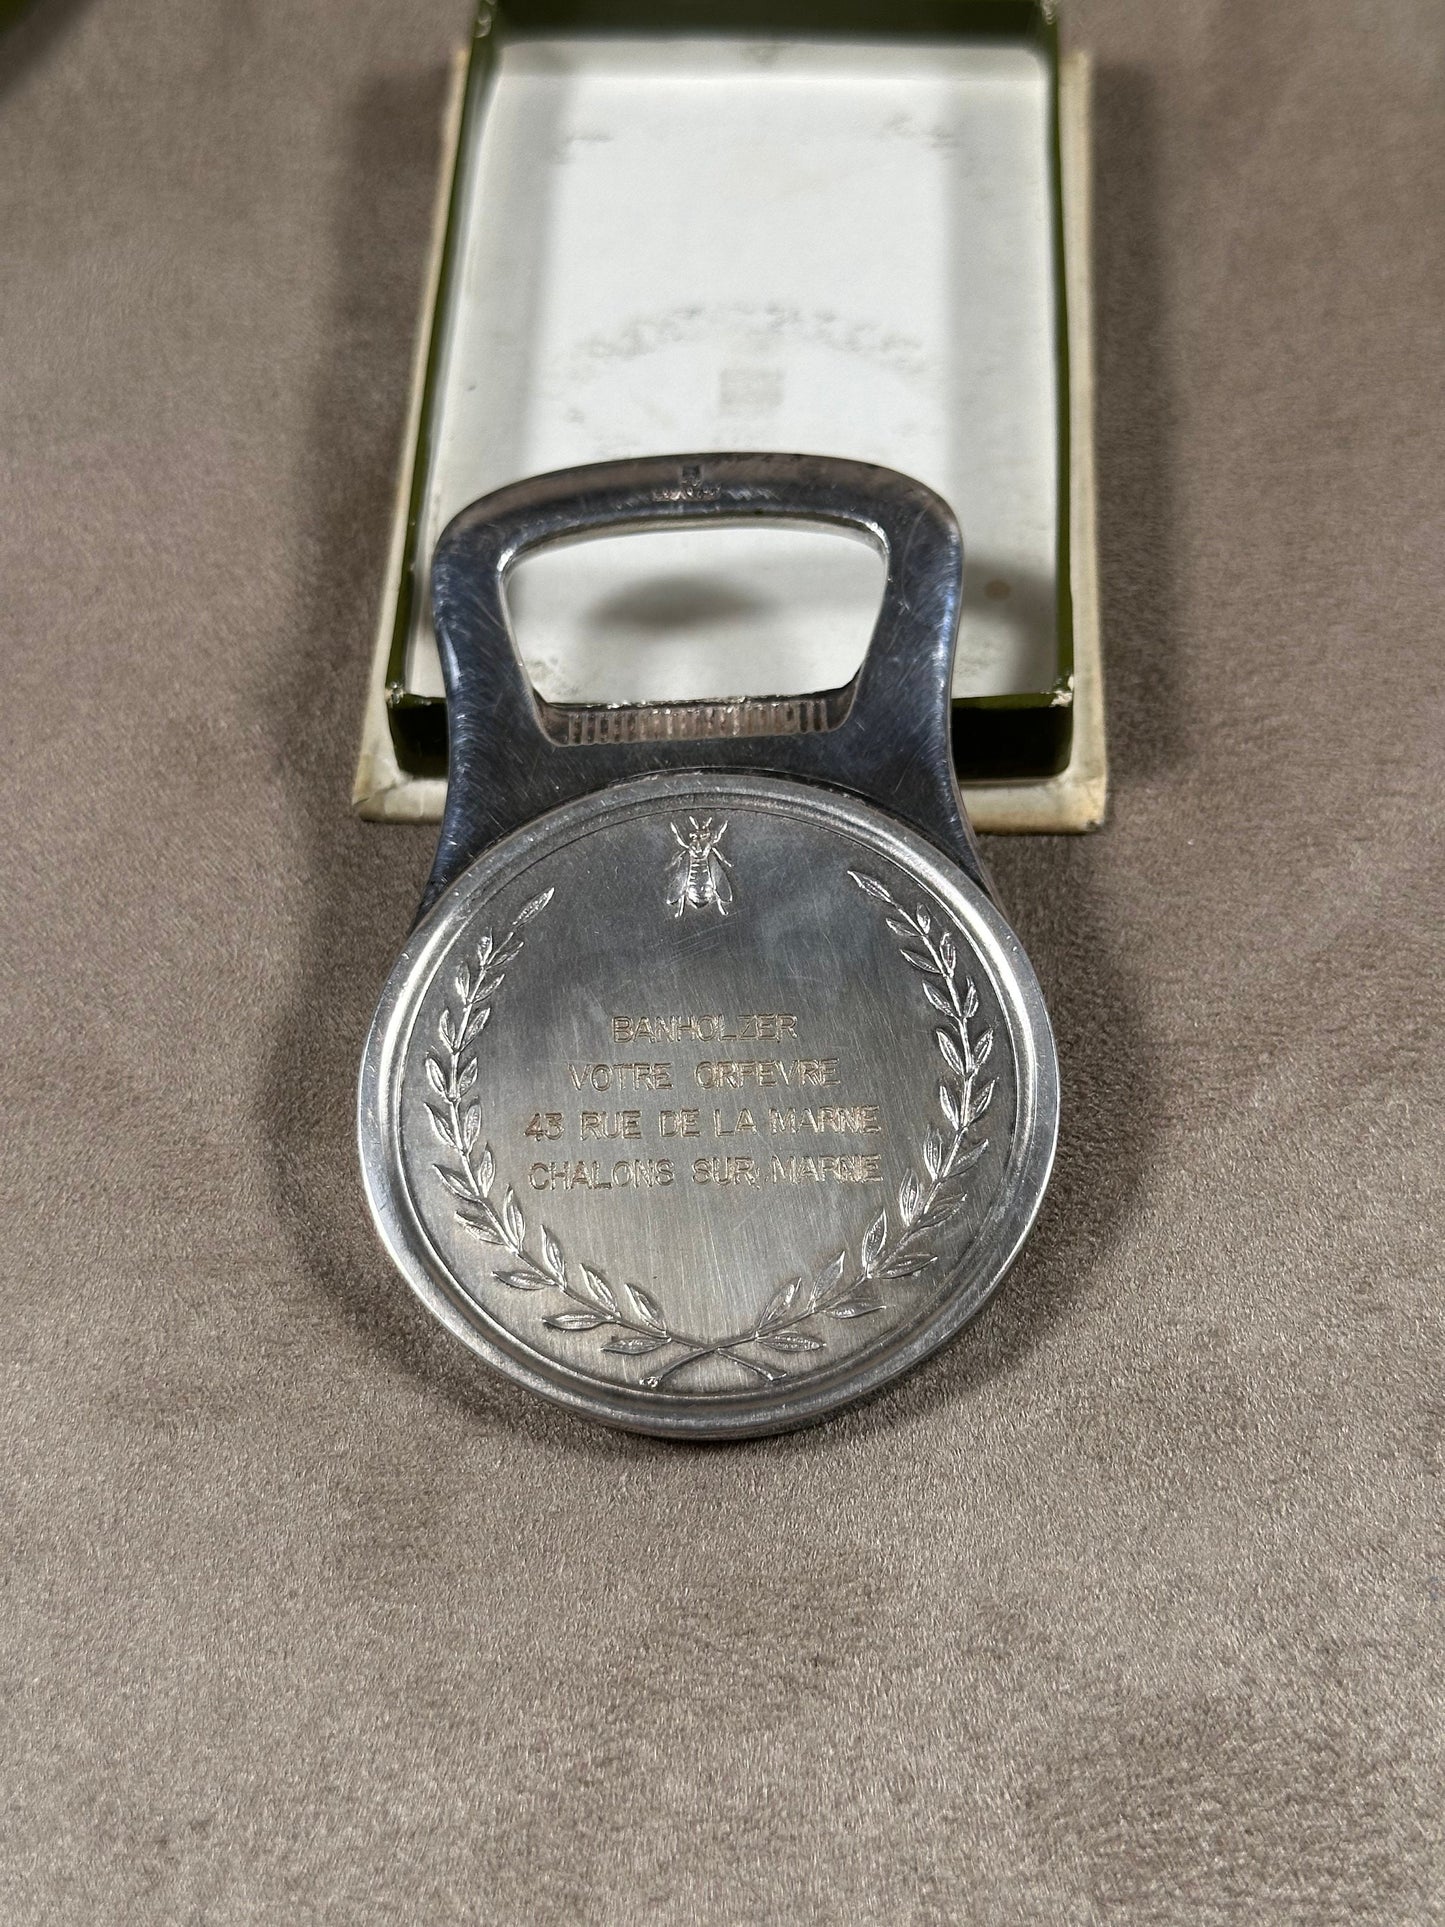 BANHOLZER
VOTRE ORFEVRE
43 RUE DE LA MARNE
CHALONS SUR MARNE